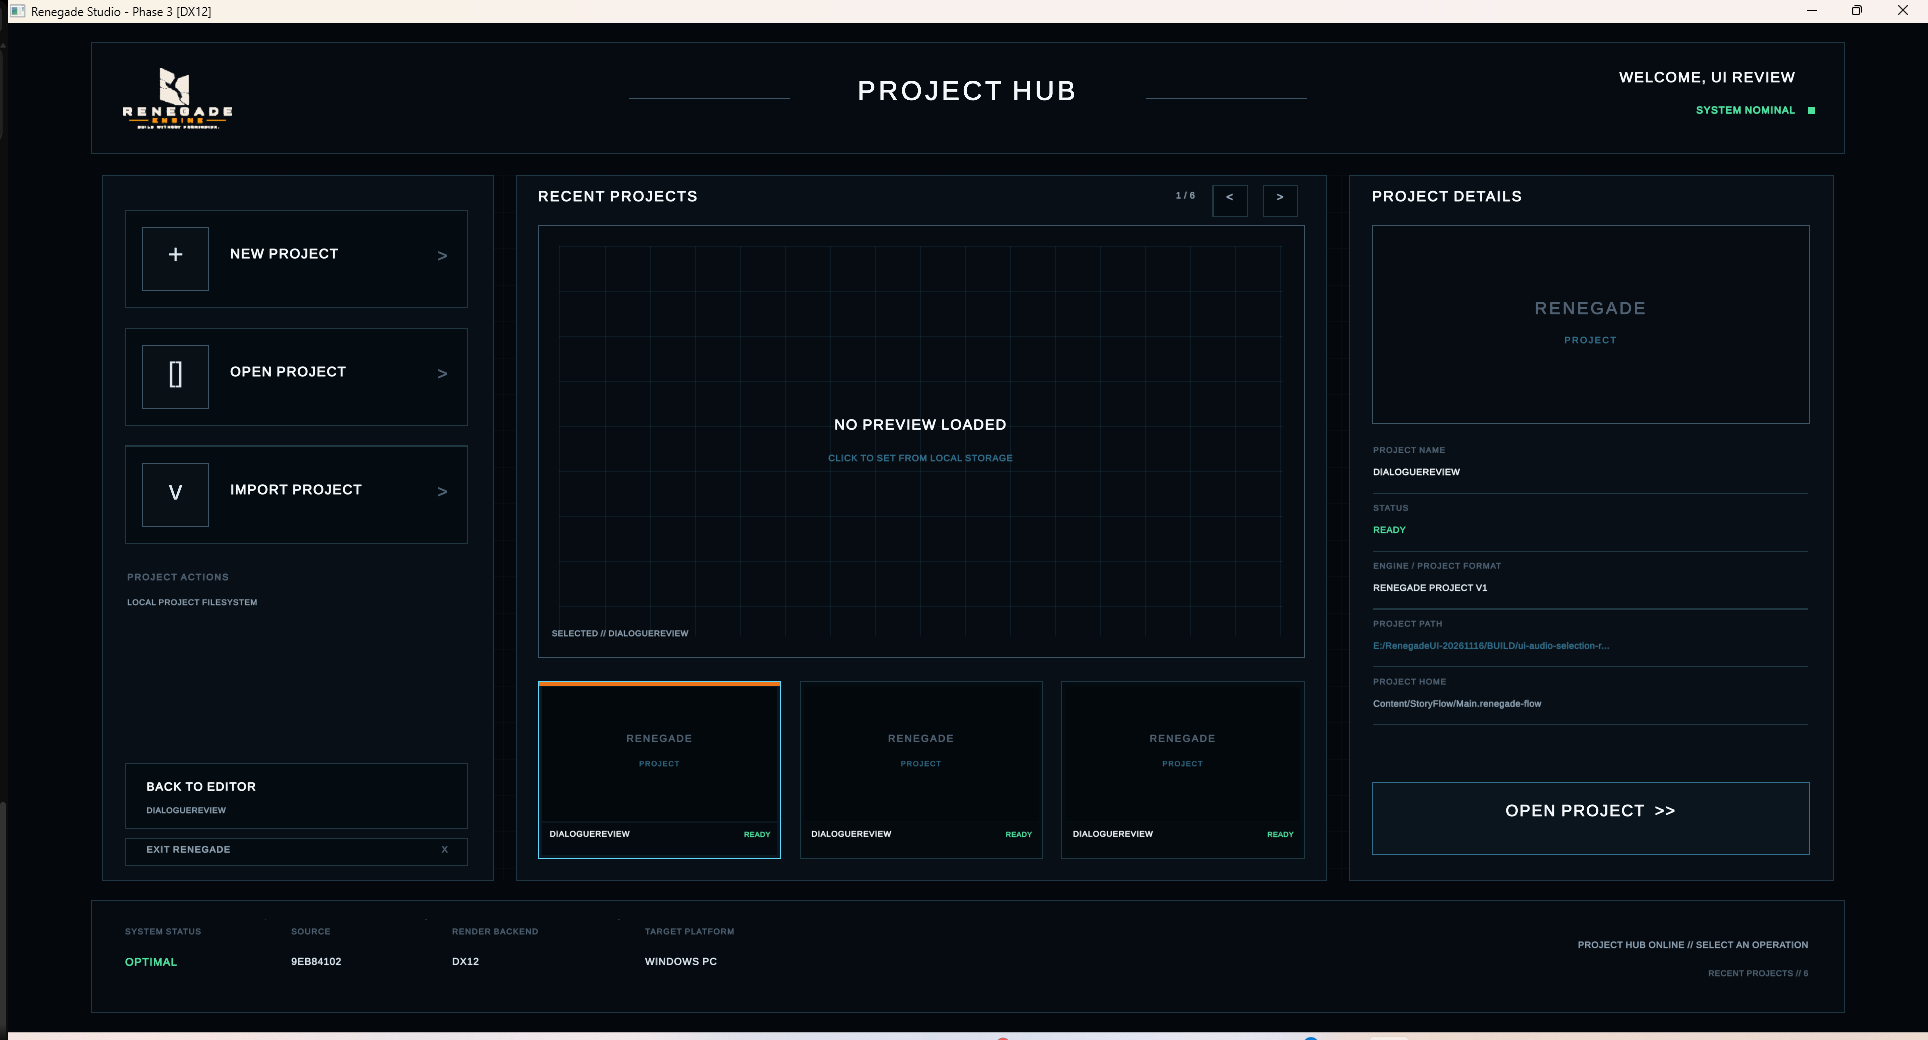 Renegade Studio - Phase 3 [DX12]
RENEGADE
ENGINE
BUILD WITHOUT PERMISSION.
PROJECT HUB
WELCOME, UI REVIEW
SYSTEM NOMINAL
+
NEW PROJECT
>
[]
OPEN PROJECT
>
V
IMPORT PROJECT
>
PROJECT ACTIONS
LOCAL PROJECT FILESYSTEM
BACK TO EDITOR
DIALOGUEREVIEW
EXIT RENEGADE
X
RECENT PROJECTS
1 / 6
<
>
NO PREVIEW LOADED
CLICK TO SET FROM LOCAL STORAGE
SELECTED // DIALOGUEREVIEW
RENEGADE
PROJECT
DIALOGUEREVIEW
READY
RENEGADE
PROJECT
DIALOGUEREVIEW
READY
RENEGADE
PROJECT
DIALOGUEREVIEW
READY
PROJECT DETAILS
RENEGADE
PROJECT
PROJECT NAME
DIALOGUEREVIEW
STATUS
READY
ENGINE / PROJECT FORMAT
RENEGADE PROJECT V1
PROJECT PATH
E:/RenegadeUI-20261116/BUILD/ui-audio-selection-r...
PROJECT HOME
Content/StoryFlow/Main.renegade-flow
OPEN PROJECT >>
SYSTEM STATUS
OPTIMAL
SOURCE
9EB84102
RENDER BACKEND
DX12
TARGET PLATFORM
WINDOWS PC
PROJECT HUB ONLINE // SELECT AN OPERATION
RECENT PROJECTS // 6